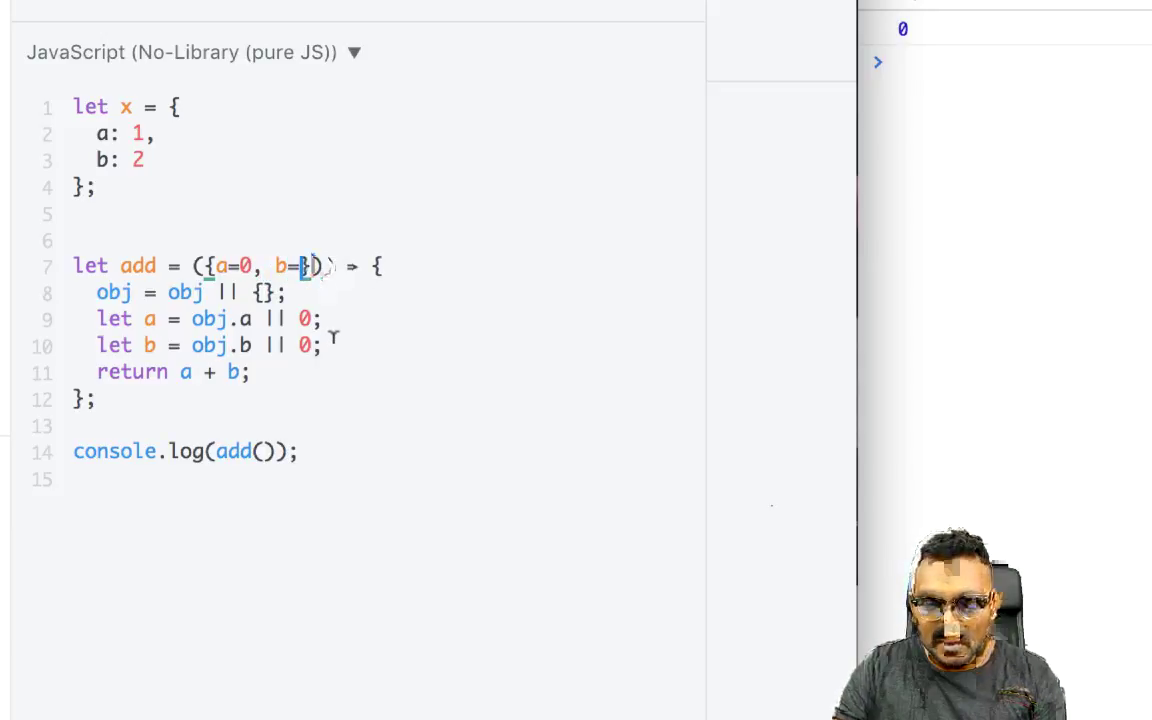 JavaScript (No-Library (pure JS)) ▼
1 let x = {
2 a: 1,
3 b: 2
4 };
5
6
7 let add = ({a=0, b=}) => {
8 obj = obj || {};
9 let a = obj.a || 0;
10 let b = obj.b || 0;
11 return a + b;
12 };
13
14 console.log(add());
15
0
>